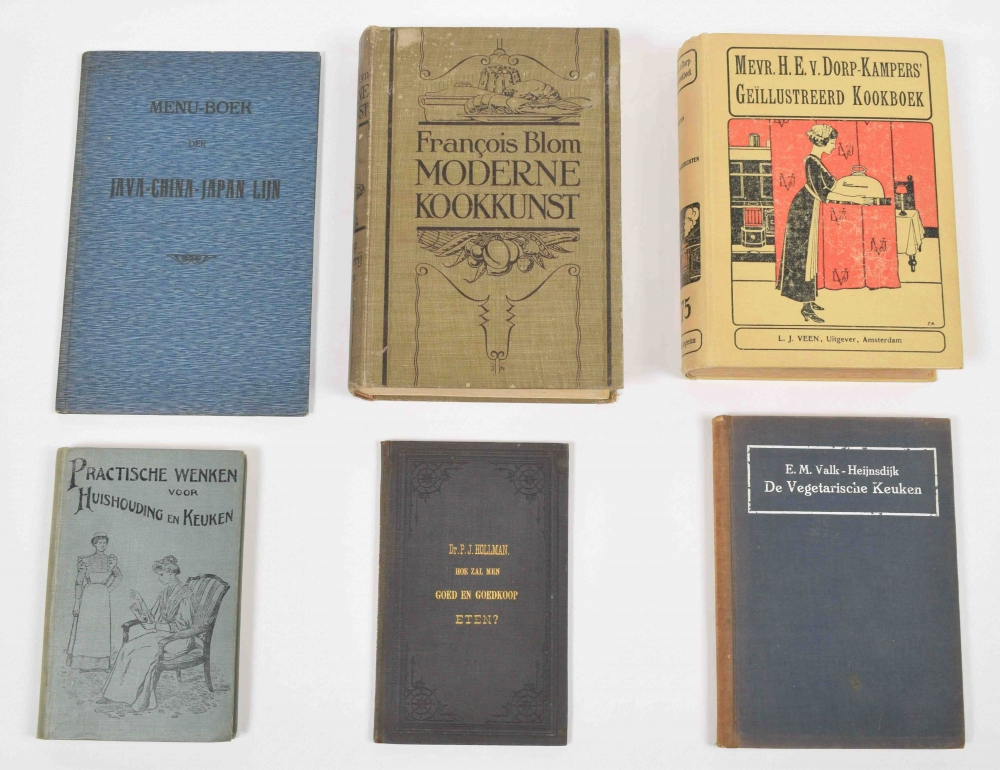 MENU-BOEK
DER
JAVA-CHINA-JAPAN LIJN
François Blom
MODERNE
KOOKKUNST
MEVR. H. E. v. DORP-KAMPERS'
GEÏLLUSTREERD KOOKBOEK
L. J. VEEN, Uitgever, Amsterdam
75
PRACTISCHE WENKEN
VOOR
HUISHOUDING EN KEUKEN
Dr. P. J. HOLLMAN.
HOE ZAL MEN
GOED EN GOEDKOOP
ETEN?
E. M. Valk - Heijnsdijk
De Vegetarische Keuken